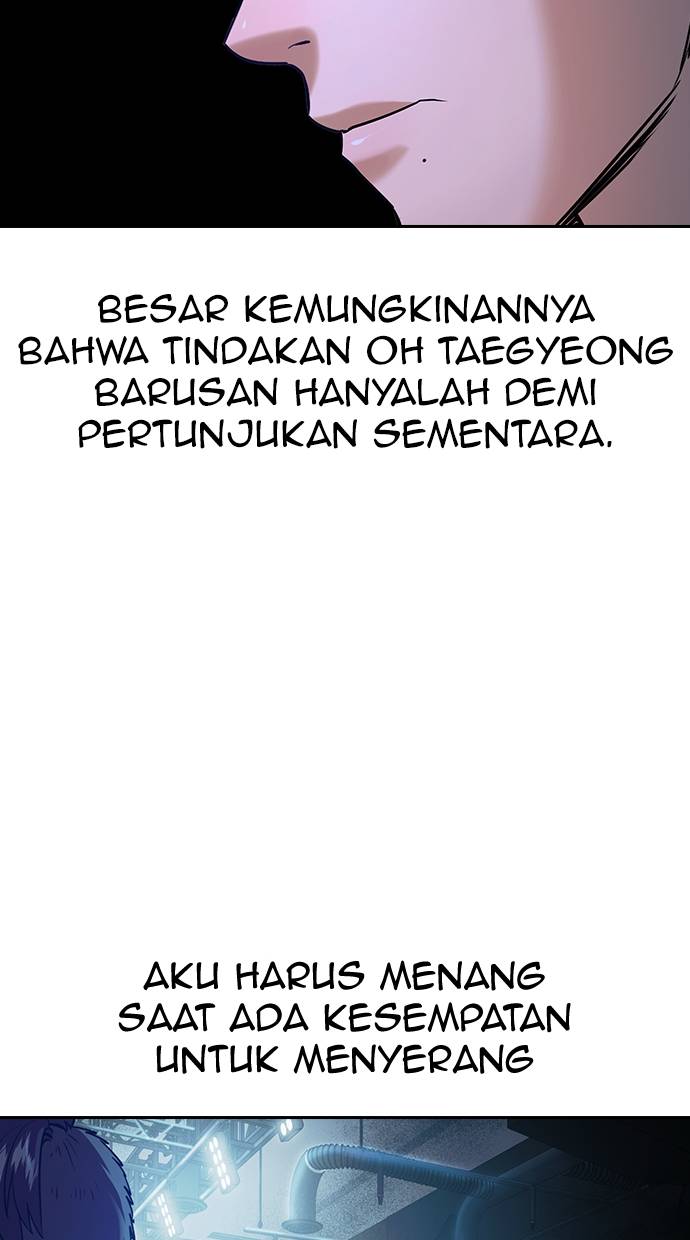 BESAR KEMUNGKINANNYA
BAHWA TINDAKAN OH TAEGYEONG
BARUSAN HANYALAH DEMI
PERTUNJUKAN SEMENTARA.
AKU HARUS MENANG
SAAT ADA KESEMPATAN
UNTUK MENYERANG